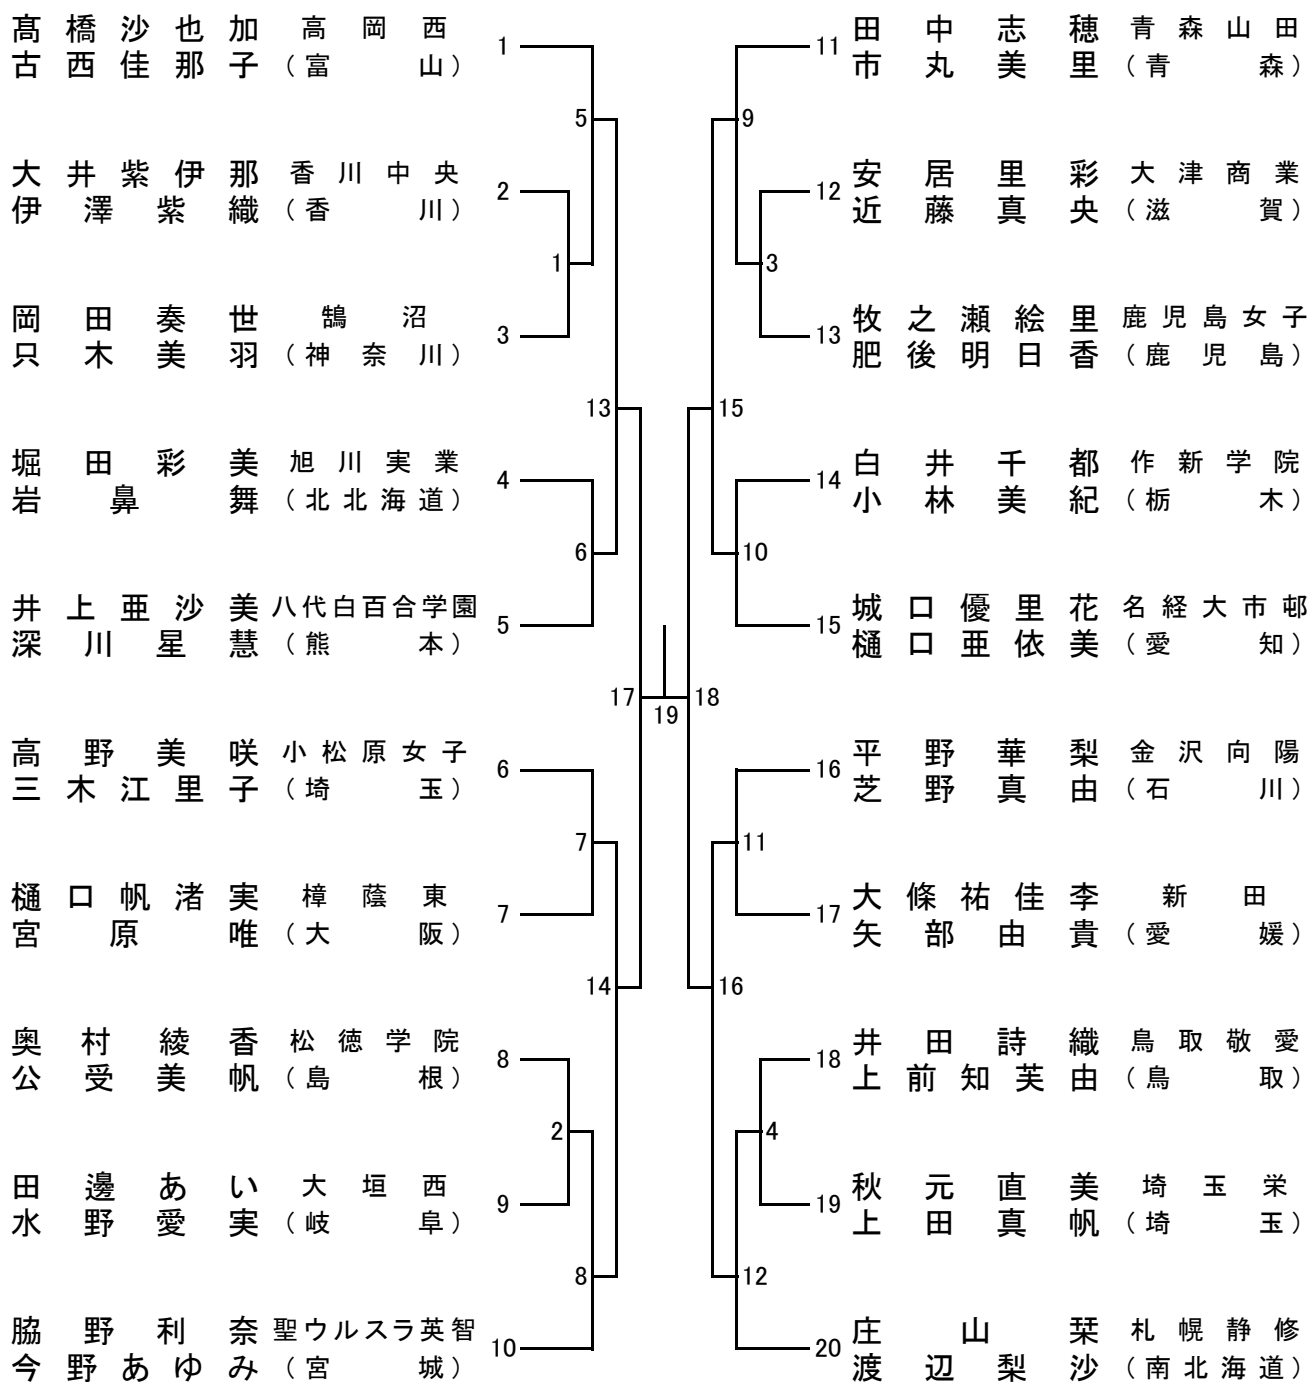 髙橋沙也加 高岡西
1
古西佳那子 (富山)
5
大井紫伊那 香川中央
2
伊澤紫織 (香川)
1
岡田奏世 鵠沼
3
只木美羽 (神奈川)
13
堀田彩美 旭川実業
4
岩鼻舞 (北北海道)
6
井上亜沙美 八代白百合学園
5
深川星慧 (熊本)
17
高野美咲 小松原女子
6
三木江里子 (埼玉)
7
樋口帆渚実 樟蔭東
7
宮原唯 (大阪)
14
奥村綾香 松徳学院
8
公受美帆 (島根)
2
田邊あい 大垣西
9
水野愛実 (岐阜)
8
脇野利奈 聖ウルスラ英智
10
今野あゆみ (宮城)
19
田中志穂 青森山田
11
市丸美里 (青森)
9
安居里彩 大津商業
12
近藤真央 (滋賀)
3
牧之瀬絵里 鹿児島女子
13
肥後明日香 (鹿児島)
15
白井千都 作新学院
14
小林美紀 (栃木)
10
城口優里花 名経大市邨
15
樋口亜依美 (愛知)
18
平野華梨 金沢向陽
16
芝野真由 (石川)
11
大條祐佳李 新田
17
矢部由貴 (愛媛)
16
井田詩織 鳥取敬愛
18
上前知芙由 (鳥取)
4
秋元直美 埼玉栄
19
上田真帆 (埼玉)
12
庄山栞 札幌静修
20
渡辺梨沙 (南北海道)